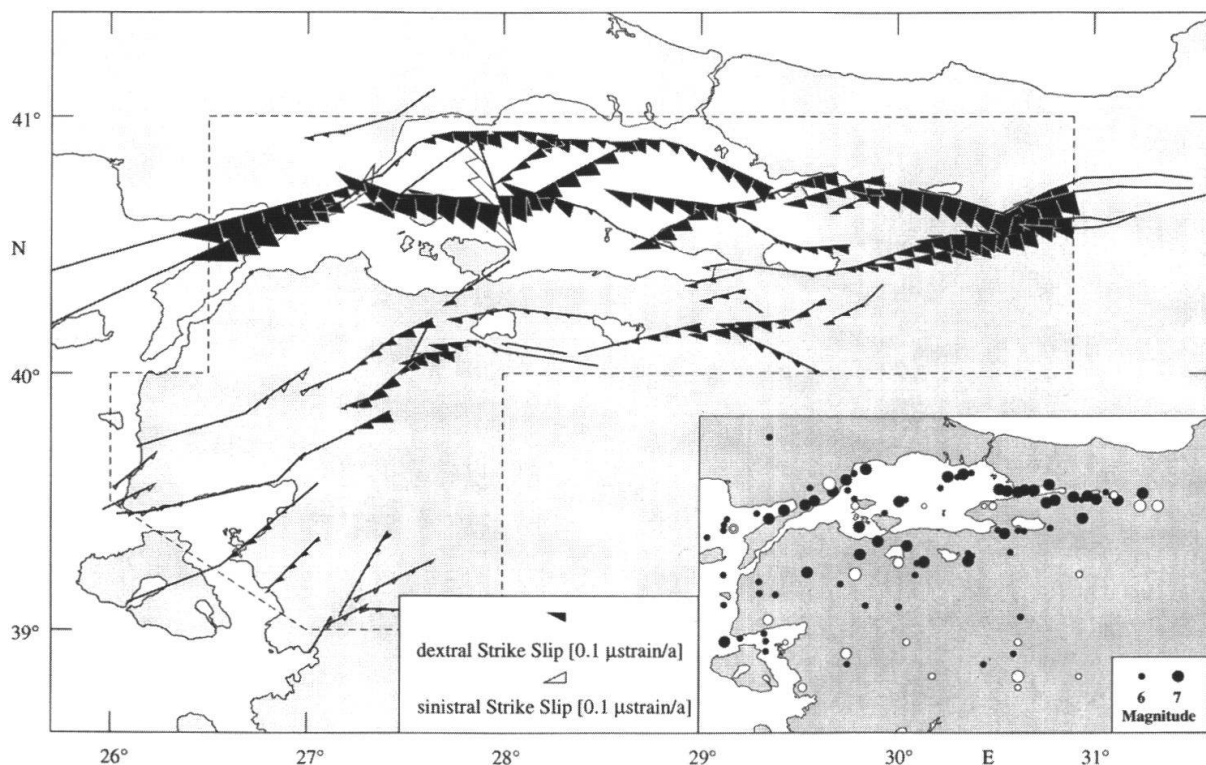 41°
N
40°
39°
dextral Strike Slip [0.1 μstrain/a]
sinistral Strike Slip [0.1 μstrain/a]
6 7
Magnitude
26° 27° 28° 29° 30° E 31°